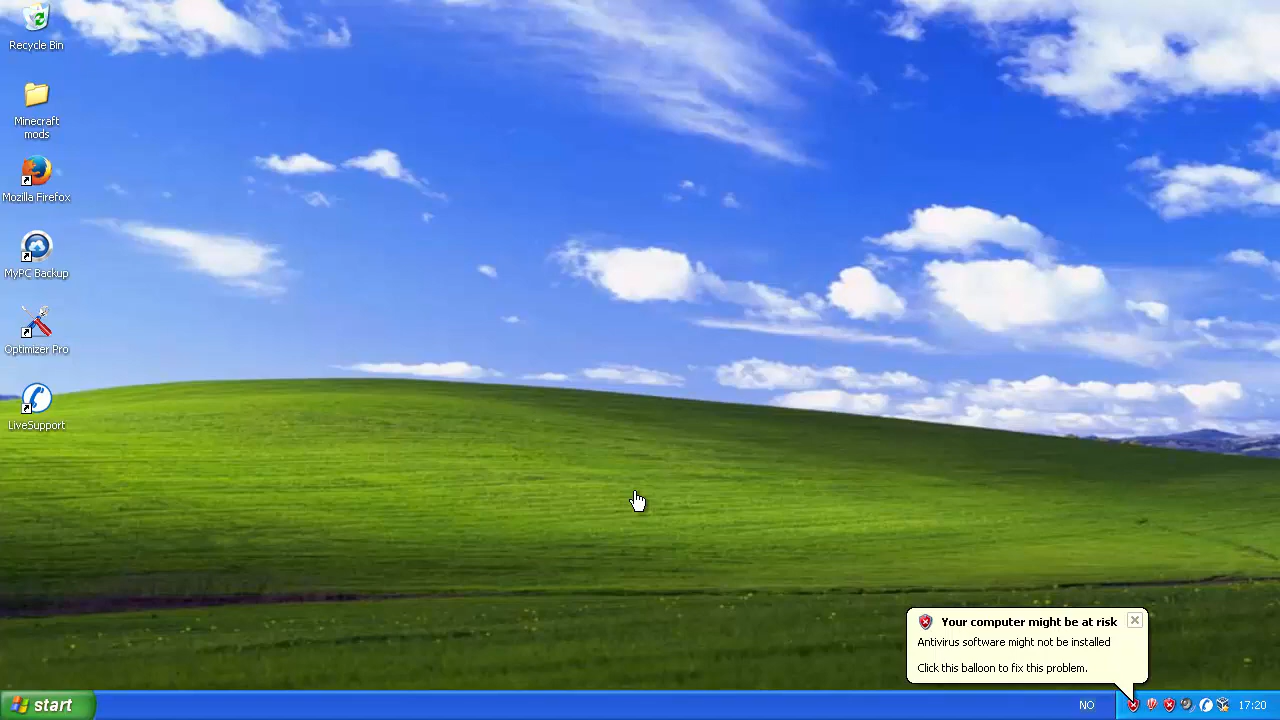 Recycle Bin
Minecraft
mods
Mozilla Firefox
MyPC Backup
Optimizer Pro
LiveSupport
Your computer might be at risk
Antivirus software might not be installed
Click this balloon to fix this problem.
start
NO
17:20